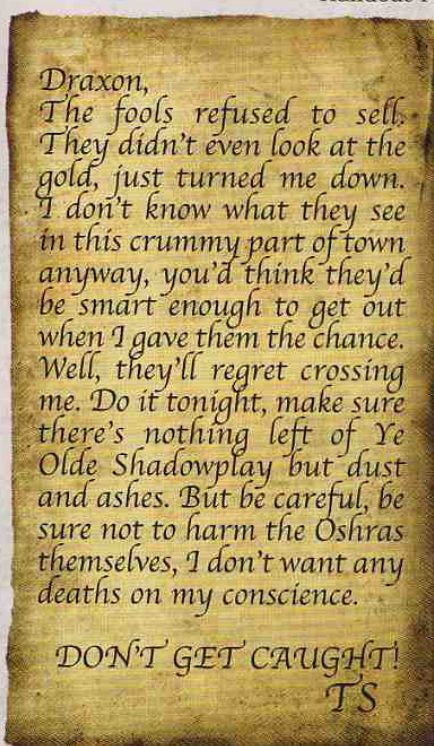 Draxon,
The fools refused to sell.
They didn't even look at the
gold, just turned me down.
I don't know what they see
in this crummy part of town
anyway, you'd think they'd
be smart enough to get out
when I gave them the chance.
Well, they'll regret crossing
me. Do it tonight, make sure
there's nothing left of Ye
Olde Shadowplay but dust
and ashes. But be careful, be
sure not to harm the Oshras
themselves, I don't want any
deaths on my conscience.
DON'T GET CAUGHT!
TS